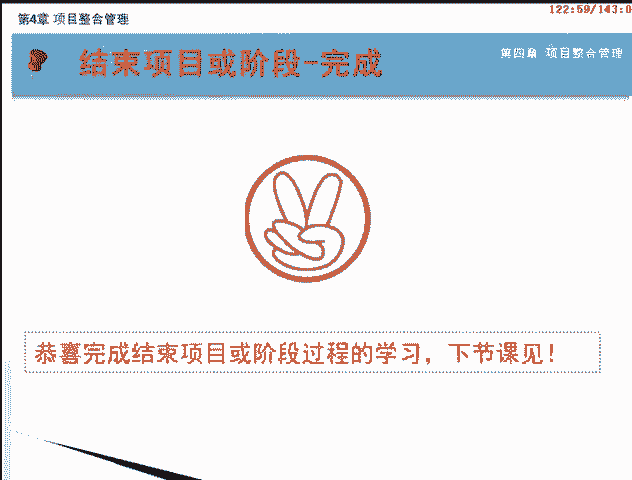 第4章 项目整合管理
122:59/143:0
结束项目或阶段-完成
第四章 项目整合管理
恭喜完成结束项目或阶段过程的学习，下节课见！